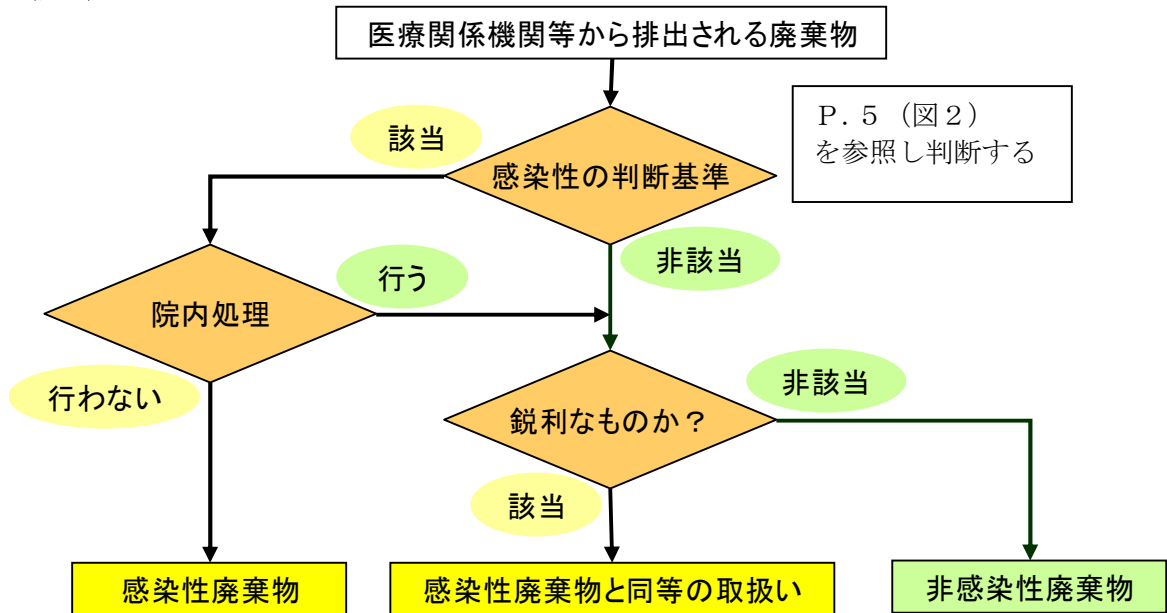 医療関係機関等から排出される廃棄物
P.5（図2）
を参照し判断する
該当
感染性の判断基準
非該当
行う
院内処理
行わない
非該当
鋭利なものか？
該当
感染性廃棄物
感染性廃棄物と同等の取扱い
非感染性廃棄物